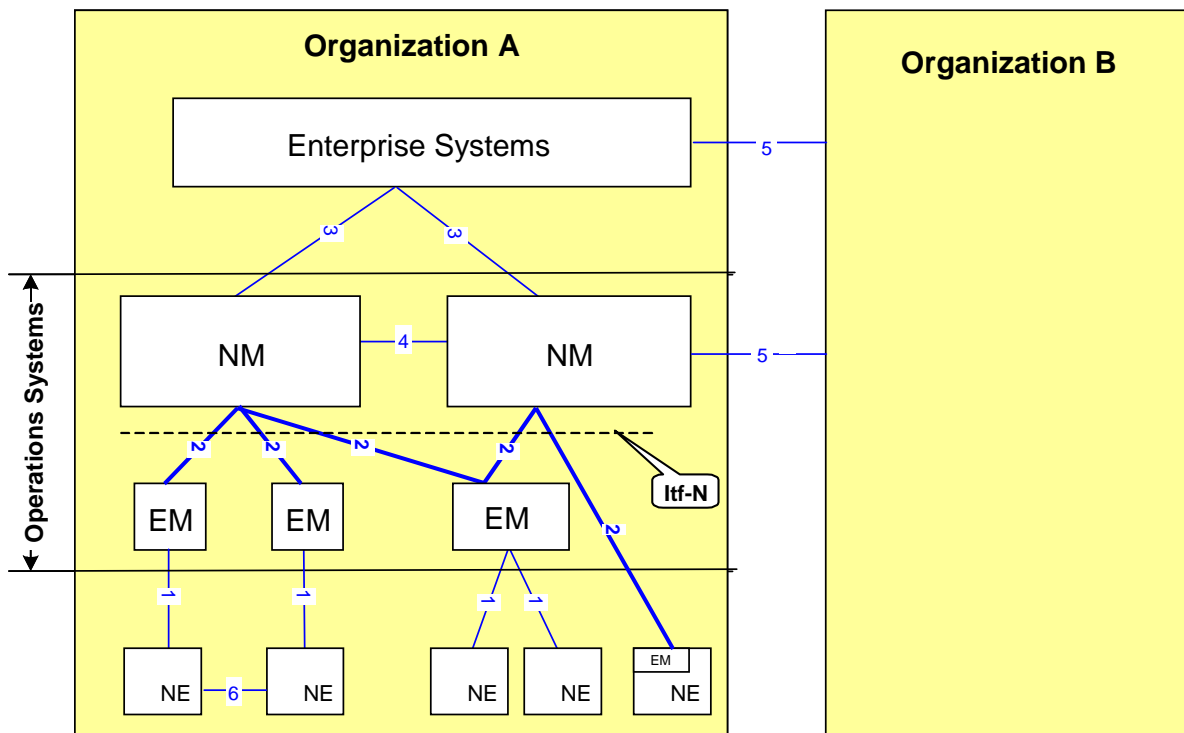 Organization A
Organization B
Enterprise Systems
5
3
3
Operations Systems
NM
4
NM
5
2
2
2
2
Itf-N
EM
EM
EM
2
1
1
1
1
NE
6
NE
NE
NE
EM
NE